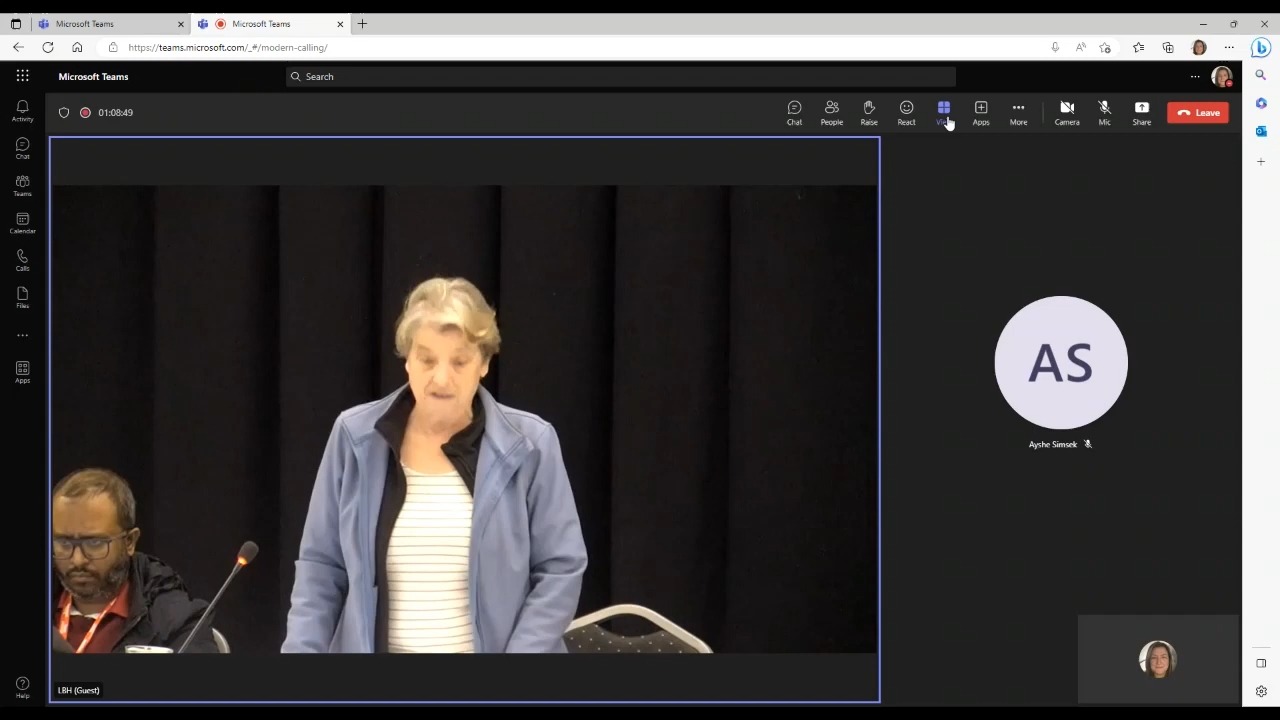 Microsoft Teams
Microsoft Teams
https://teams.microsoft.com/_#/modern-calling/
Microsoft Teams
Search
01:08:49
Chat
People
Raise
React
Apps
More
Camera
Mic
Share
Leave
Activity
Chat
Teams
Calendar
Calls
Files
Apps
Help
AS
Ayshe Simsek
LBH (Guest)